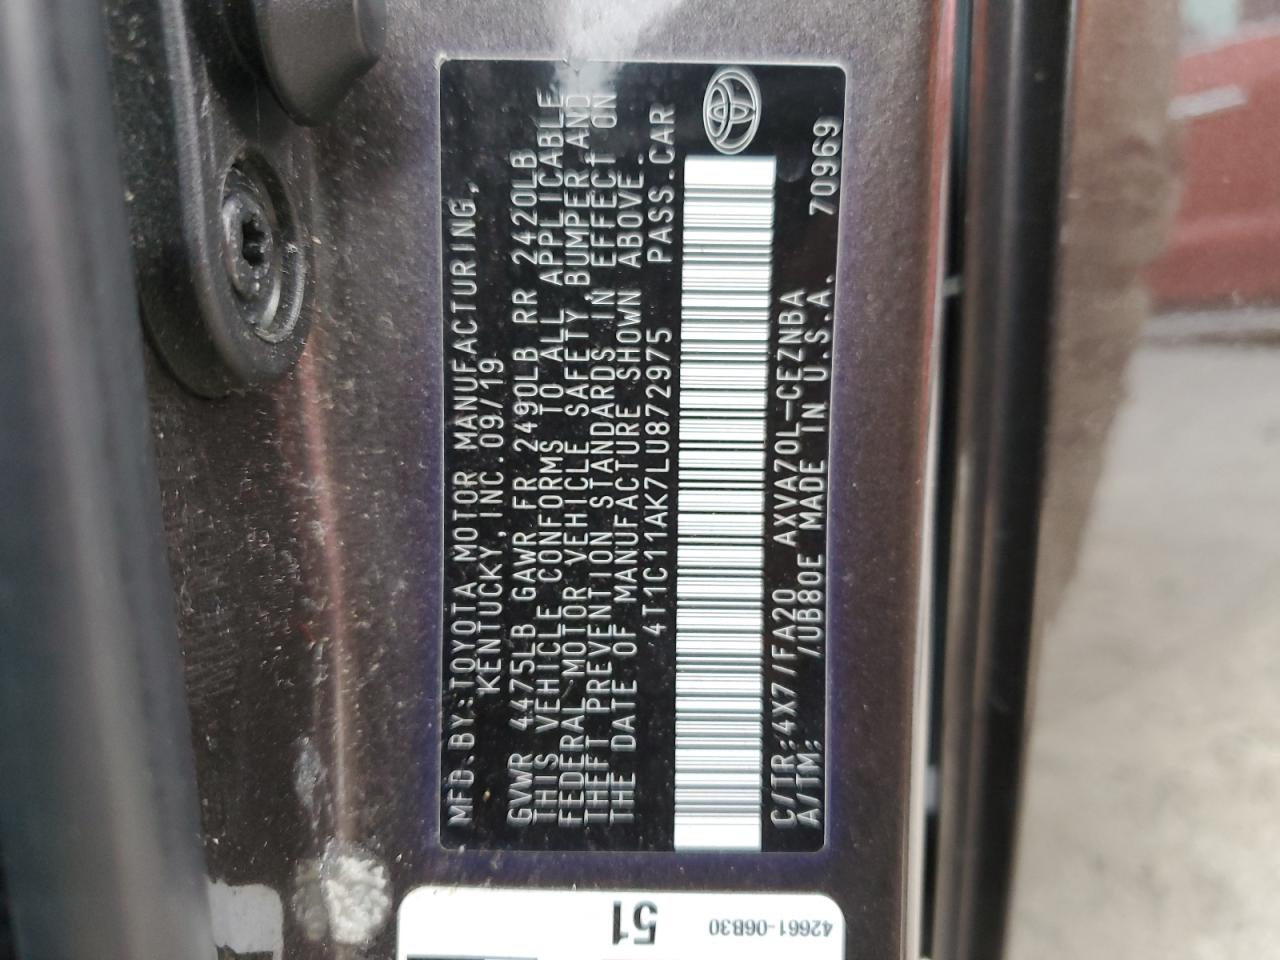 MFD.BY:TOYOTA MOTOR MANUFACTURING,
KENTUCKY, INC.09/19
GVWR 4475LB GAWR FR 2490LB RR 2420LB
THIS VEHICLE CONFORMS TO ALL APPLICABLE
FEDERAL MOTOR VEHICLE SAFETY, BUMPER,AND
THEFT PREVENTION STANDARDS IN EFFECT ON
THE DATE OF MANUFACTURE SHOWN ABOVE.
4T1C11AK7LU872975 PASS.CAR
C/TR:4X7/FA20 AXVA70L-CEZNBA
A/TM: /UB80E MADE IN U.S.A. 70969
51
42661-06B30